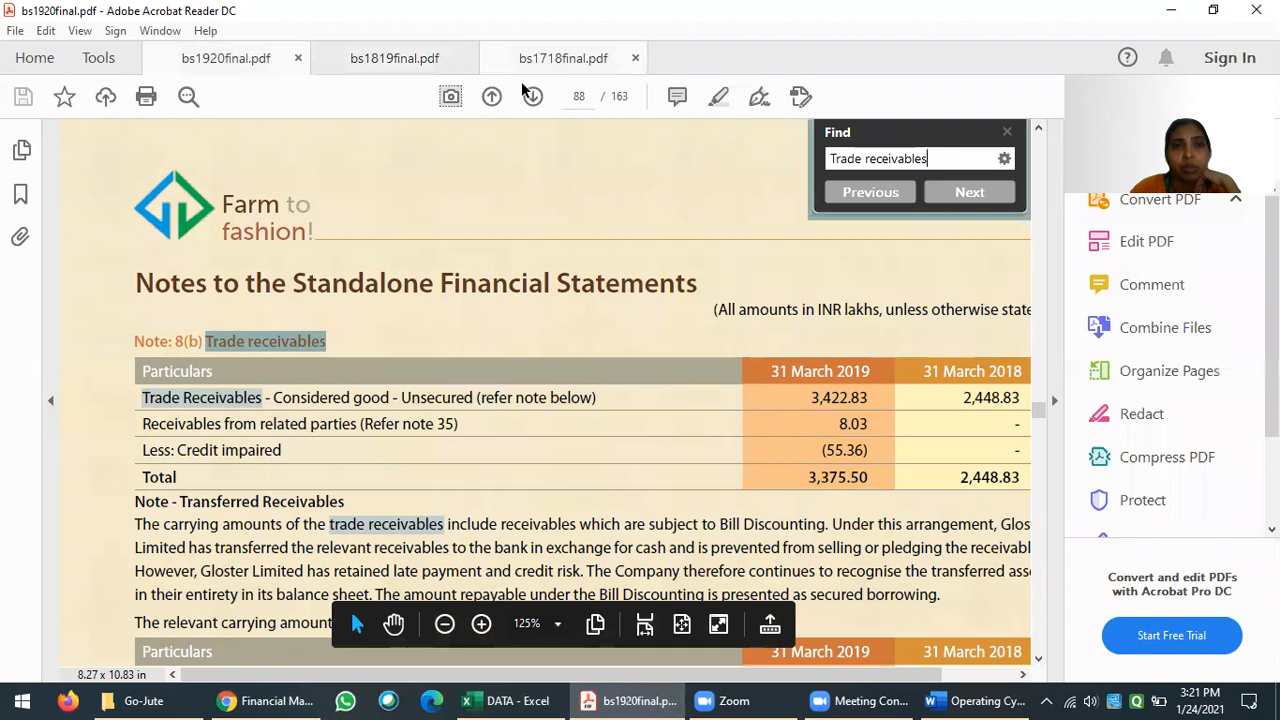 bs1920final.pdf - Adobe Acrobat Reader DC
File Edit View Sign Window Help
Home Tools bs1920final.pdf bs1819final.pdf bs1718final.pdf Sign In
88 / 163
Find
Trade receivables
Previous Next
Farm to
fashion!
Notes to the Standalone Financial Statements
(All amounts in INR lakhs, unless otherwise state
Note: 8(b) Trade receivables
Particulars 31 March 2019 31 March 2018
Trade Receivables - Considered good - Unsecured (refer note below) 3,422.83 2,448.83
Receivables from related parties (Refer note 35) 8.03 -
Less: Credit impaired (55.36) -
Total 3,375.50 2,448.83
Note - Transferred Receivables
The carrying amounts of the trade receivables include receivables which are subject to Bill Discounting. Under this arrangement, Glos
Limited has transferred the relevant receivables to the bank in exchange for cash and is prevented from selling or pledging the receivab
However, Gloster Limited has retained late payment and credit risk. The Company therefore continues to recognise the transferred ass
in their entirety in its balance sheet. The amount repayable under the Bill Discounting is presented as secured borrowing.
The relevant carrying amount
Particulars 31 March 2019 31 March 2018
125%
8.27 x 10.83 in
Convert PDF
Edit PDF
Comment
Combine Files
Organize Pages
Redact
Compress PDF
Protect
Convert and edit PDFs
with Acrobat Pro DC
Start Free Trial
Go-Jute Financial Ma... DATA - Excel bs1920final.p... Zoom Meeting Con... Operating Cy...
3:21 PM
1/24/2021